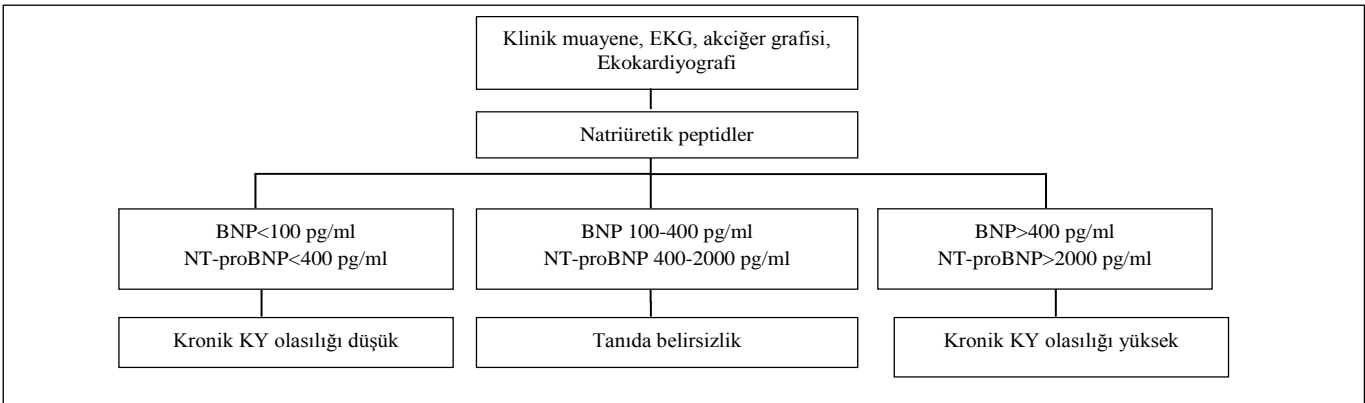 Klinik muayene, EKG, akciğer grafisi,
Ekokardiyografi
Natriüretik peptidler
BNP<100 pg/ml
NT-proBNP<400 pg/ml
BNP 100-400 pg/ml
NT-proBNP 400-2000 pg/ml
BNP>400 pg/ml
NT-proBNP>2000 pg/ml
Kronik KY olasılığı düşük
Tanıda belirsizlik
Kronik KY olasılığı yüksek